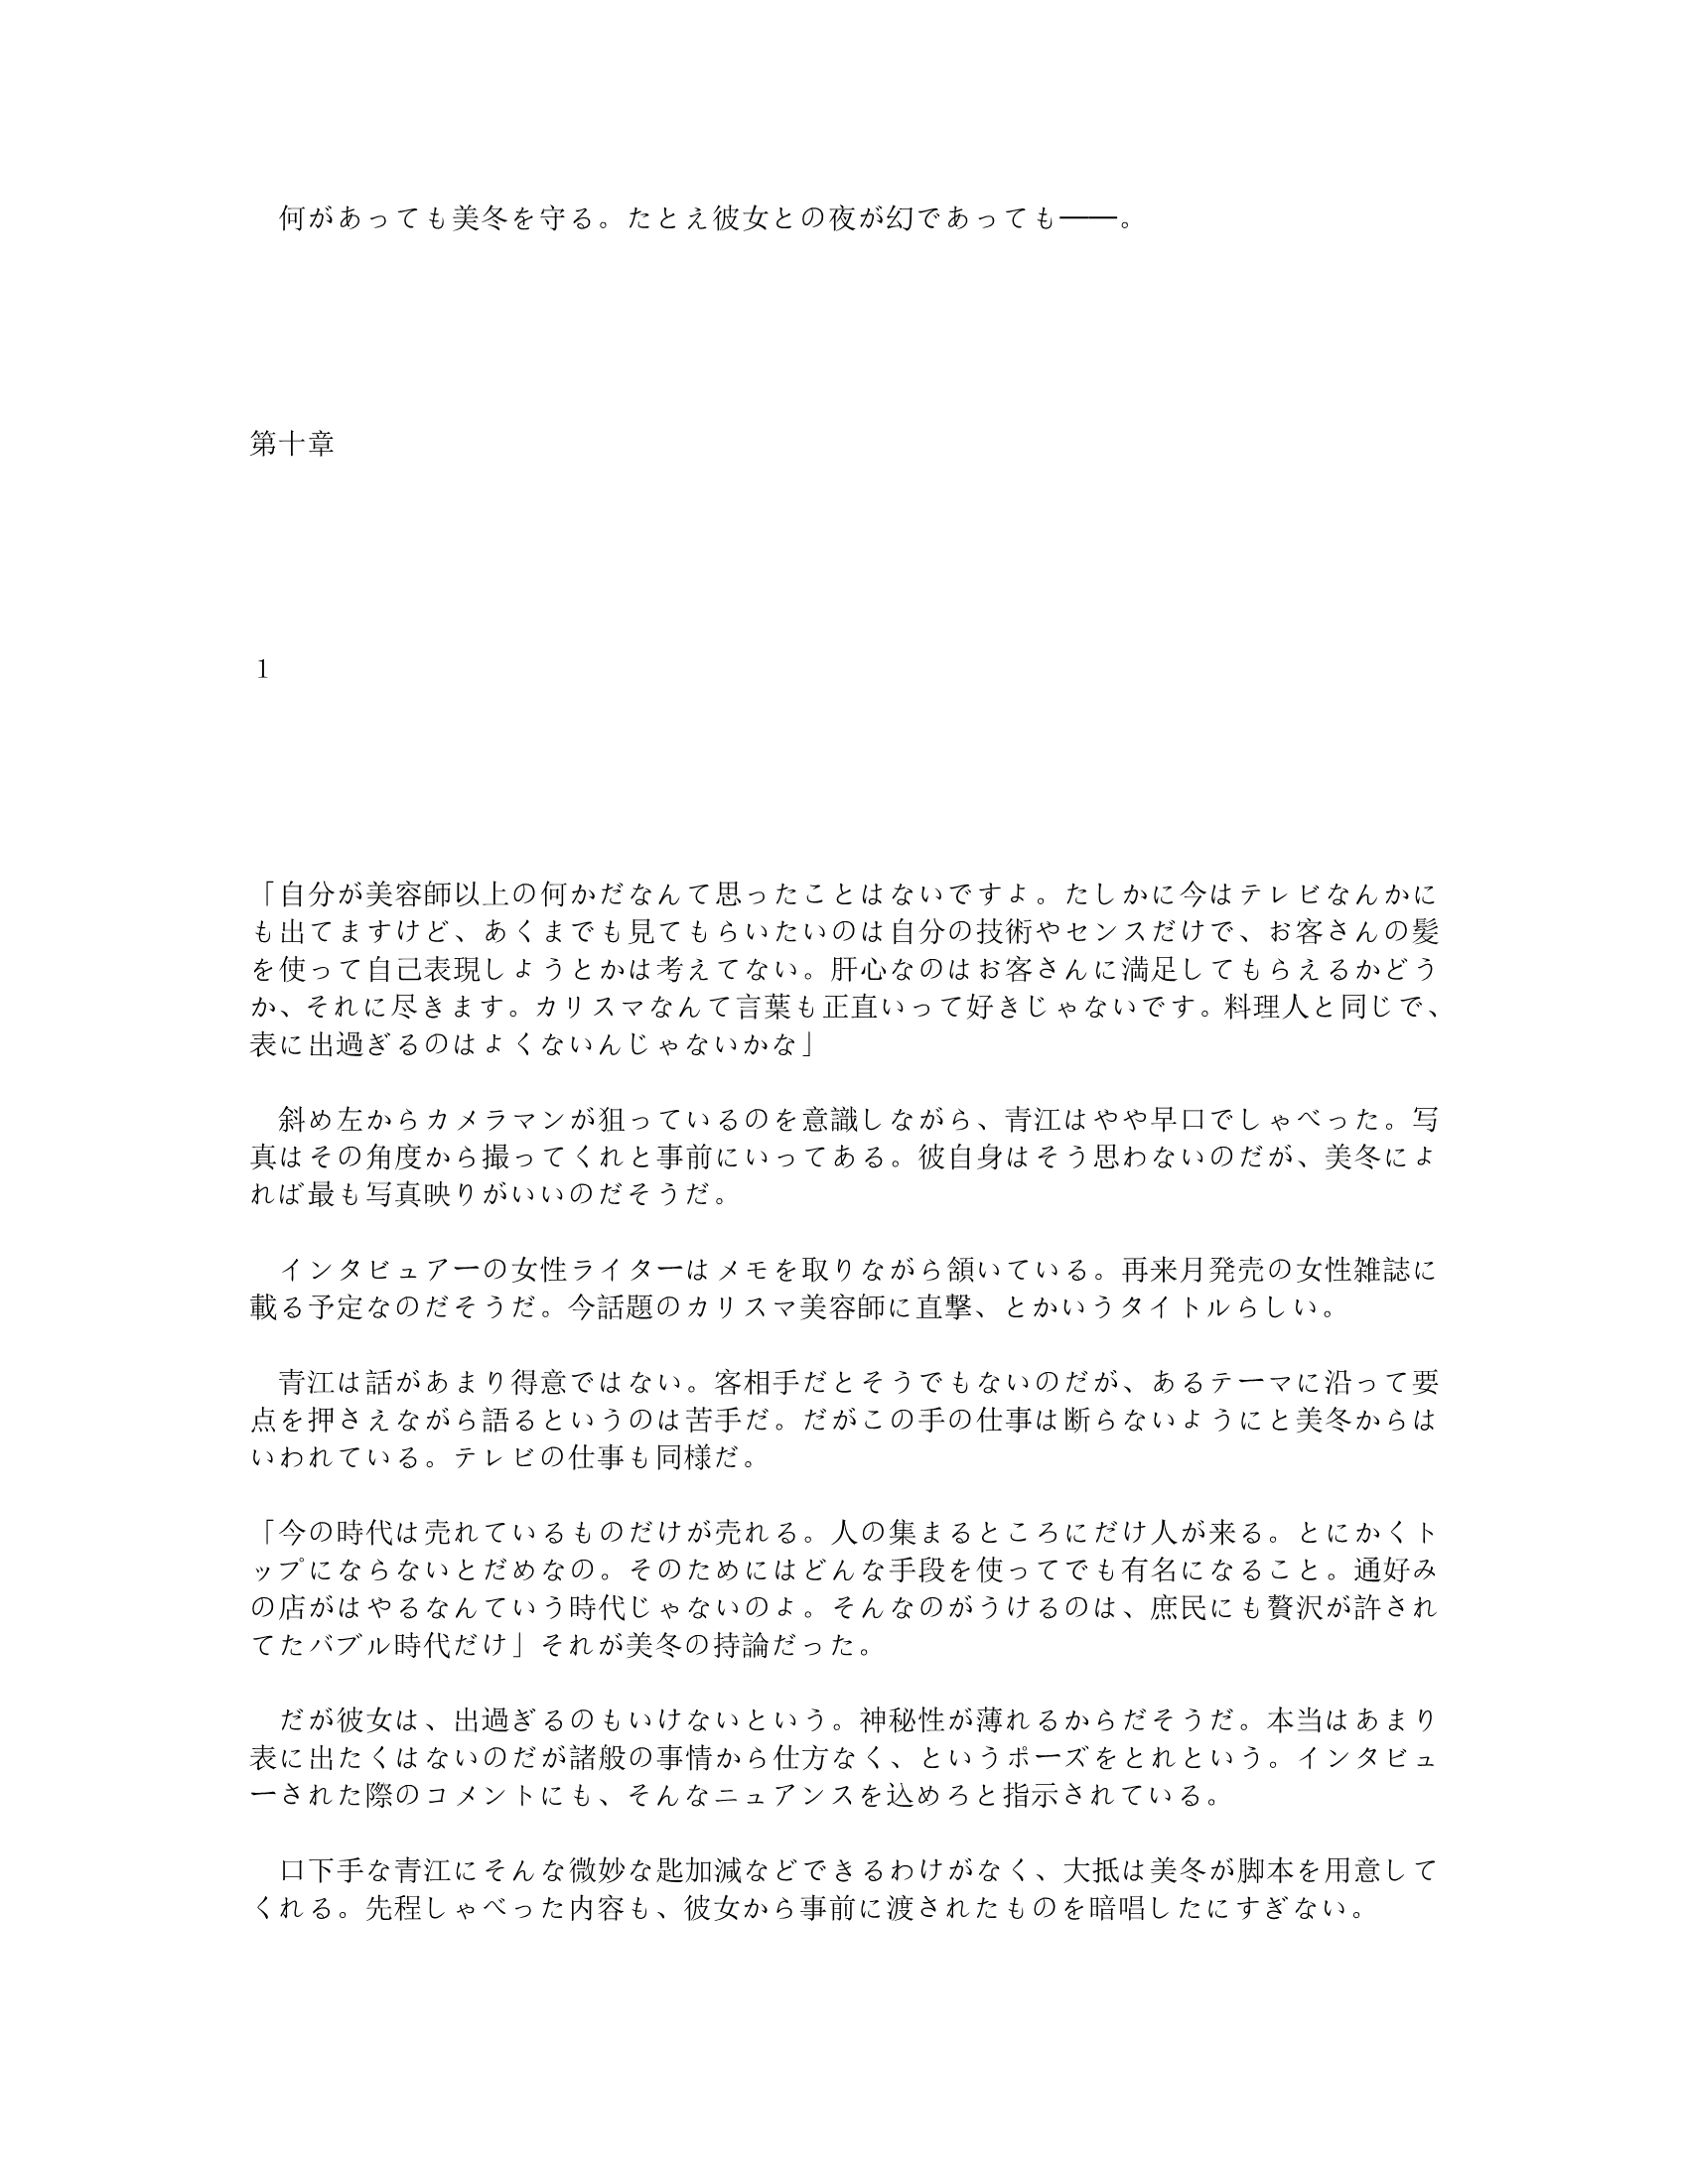 何があっても美冬を守る。たとえ彼女との夜が幻であっても――。
第十章
1
「自分が美容師以上の何かだなんて思ったことはないですよ。たしかに今はテレビなんかに
も出てますけど、あくまでも見てもらいたいのは自分の技術やセンスだけで、お客さんの髪
を使って自己表現しようとかは考えてない。肝心なのはお客さんに満足してもらえるかどう
か、それに尽きます。カリスマなんて言葉も正直いって好きじゃないです。料理人と同じで、
表に出過ぎるのはよくないんじゃないかな」
斜め左からカメラマンが狙っているのを意識しながら、青江はやや早口でしゃべった。写
真はその角度から撮ってくれと事前にいってある。彼自身はそう思わないのだが、美冬によ
れば最も写真映りがいいのだそうだ。
インタビュアーの女性ライターはメモを取りながら頷いている。再来月発売の女性雑誌に
載る予定なのだそうだ。今話題のカリスマ美容師に直撃、とかいうタイトルらしい。
青江は話があまり得意ではない。客相手だとそうでもないのだが、あるテーマに沿って要
点を押さえながら語るというのは苦手だ。だがこの手の仕事は断らないようにと美冬からは
いわれている。テレビの仕事も同様だ。
「今の時代は売れているものだけが売れる。人の集まるところにだけ人が来る。とにかくト
ップにならないとだめなの。そのためにはどんな手段を使ってでも有名になること。通好み
の店がはやるなんていう時代じゃないのよ。そんなのがうけるのは、庶民にも贅沢が許され
てたバブル時代だけ」それが美冬の持論だった。
だが彼女は、出過ぎるのもいけないという。神秘性が薄れるからだそうだ。本当はあまり
表に出たくはないのだが諸般の事情から仕方なく、というポーズをとれという。インタビュ
ーされた際のコメントにも、そんなニュアンスを込めろと指示されている。
口下手な青江にそんな微妙な匙加減などできるわけがなく、大抵は美冬が脚本を用意して
くれる。先程しゃべった内容も、彼女から事前に渡されたものを暗唱したにすぎない。